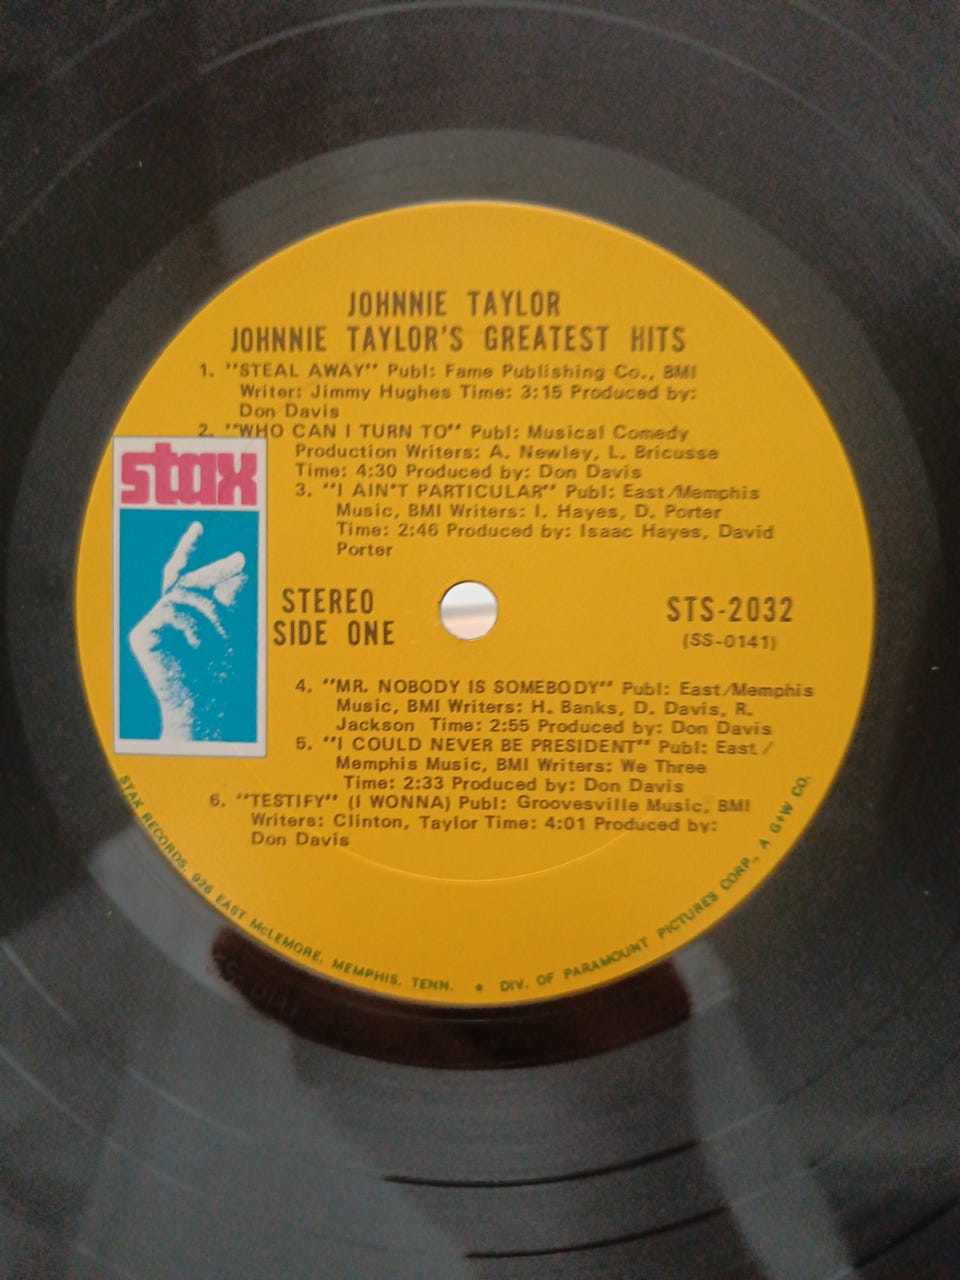 JOHNNIE TAYLOR
JOHNNIE TAYLOR'S GREATEST HITS
1. "STEAL AWAY" Publ: Fame Publishing Co., BMI
Writer: Jimmy Hughes Time: 3:15 Produced by:
Don Davis
2. "WHO CAN I TURN TO" Publ: Musical Comedy
Production Writers: A. Newley, L. Bricusse
Time: 4:30 Produced by: Don Davis
3. "I AIN'T PARTICULAR" Publ: East/Memphis
Music, BMI Writers: I. Hayes, D. Porter
Time: 2:46 Produced by: Isaac Hayes, David
Porter
stax
STEREO
SIDE ONE
STS-2032
(SS-0141)
4. "MR. NOBODY IS SOMEBODY" Publ: East/Memphis
Music, BMI Writers: H. Banks, D. Davis, R.
Jackson Time: 2:55 Produced by: Don Davis
5. "I COULD NEVER BE PRESIDENT" Publ: East/
Memphis Music, BMI Writers: We Three
Time: 2:33 Produced by: Don Davis
6. "TESTIFY" (I WONNA) Publ: Groovesville Music, BMI
Writers: Clinton, Taylor Time: 4:01 Produced by:
Don Davis
STAX RECORDS, 926 EAST McLEMORE, MEMPHIS, TENN. • DIV. OF PARAMOUNT PICTURES CORP., A G+W CO.